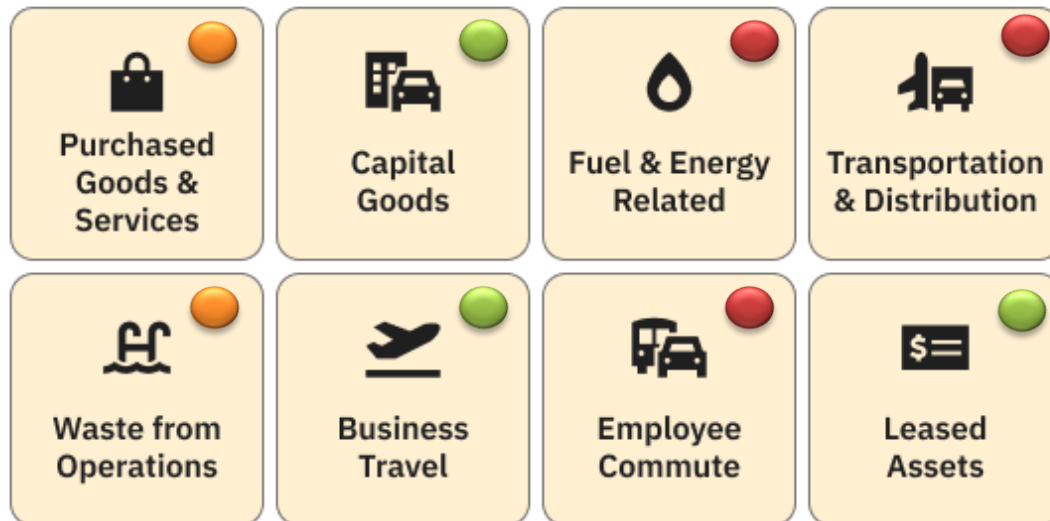 Purchased
Goods &
Services
Capital
Goods
Fuel & Energy
Related
Transportation
& Distribution
Waste from
Operations
Business
Travel
Employee
Commute
$
Leased
Assets